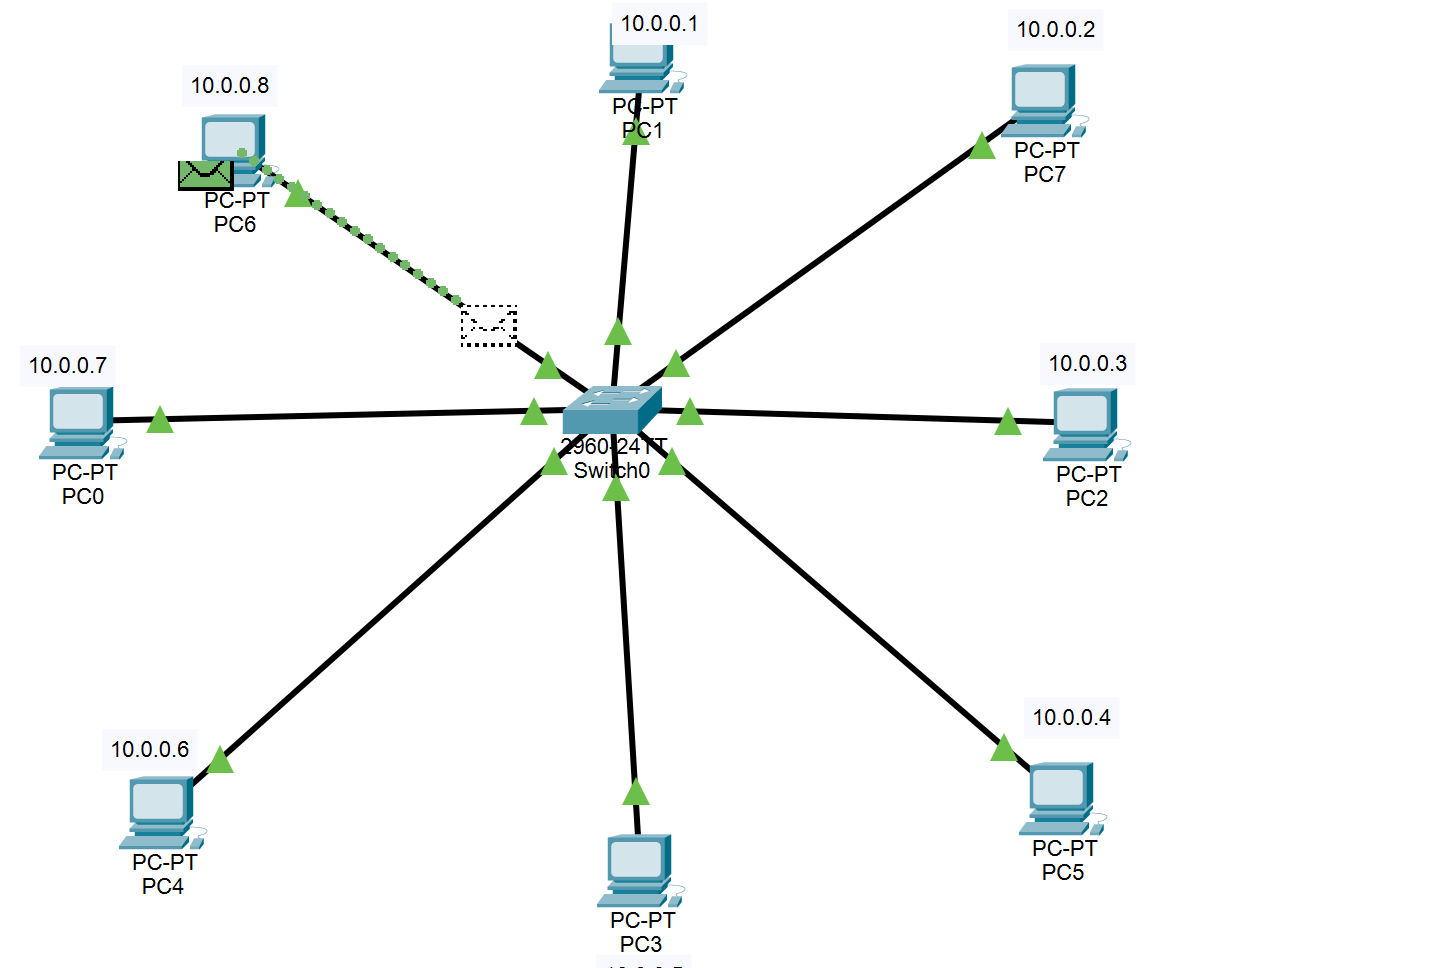 10.0.0.1
PC-PT
PC1
10.0.0.2
PC-PT
PC7
10.0.0.8
PC-PT
PC6
10.0.0.7
PC-PT
PC0
2960-24TT
Switch0
10.0.0.3
PC-PT
PC2
10.0.0.6
PC-PT
PC4
10.0.0.4
PC-PT
PC5
PC-PT
PC3